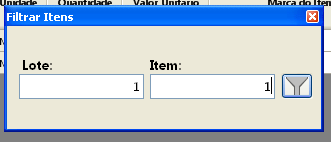 Unidade Quantidade Valor Unitário Marca do Item
Filtrar Itens
Lote: Item:
1 1